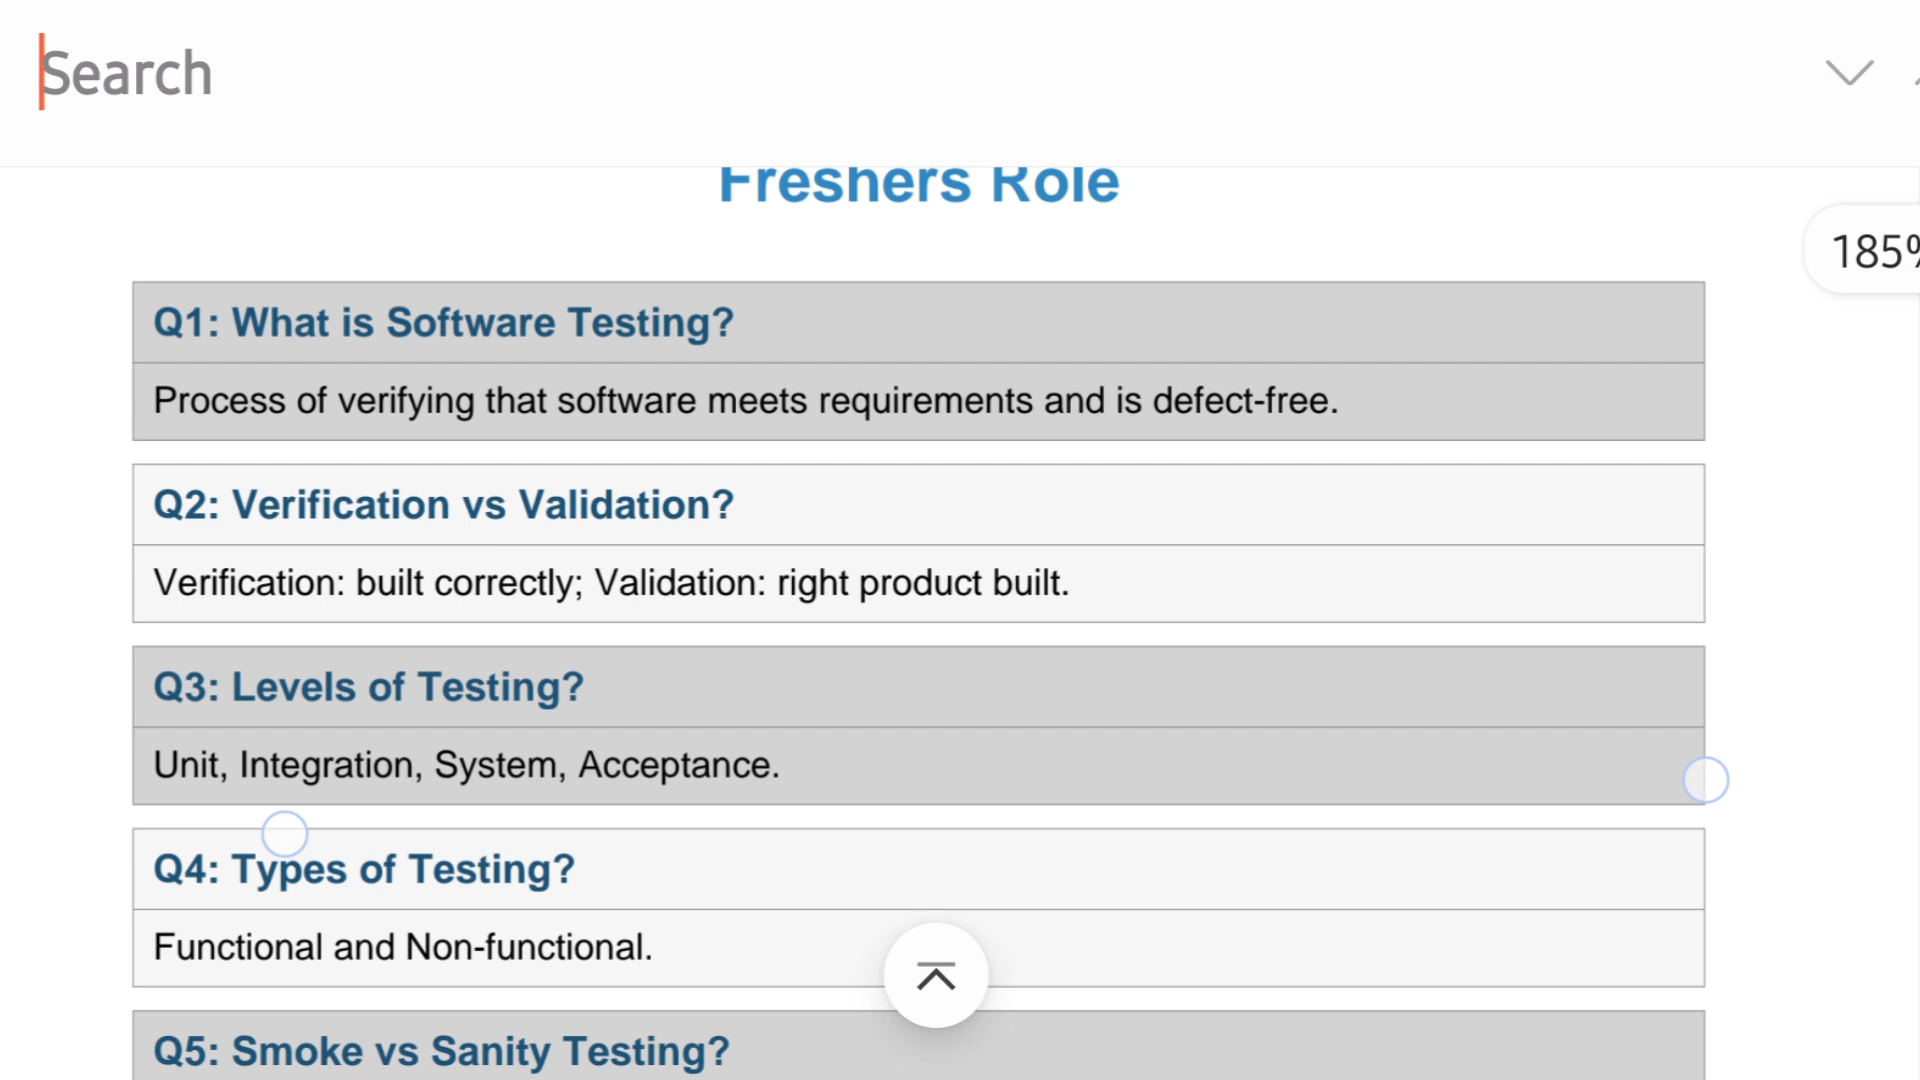 Search
Freshers Role
185%
Q1: What is Software Testing?
Process of verifying that software meets requirements and is defect-free.
Q2: Verification vs Validation?
Verification: built correctly; Validation: right product built.
Q3: Levels of Testing?
Unit, Integration, System, Acceptance.
Q4: Types of Testing?
Functional and Non-functional.
Q5: Smoke vs Sanity Testing?